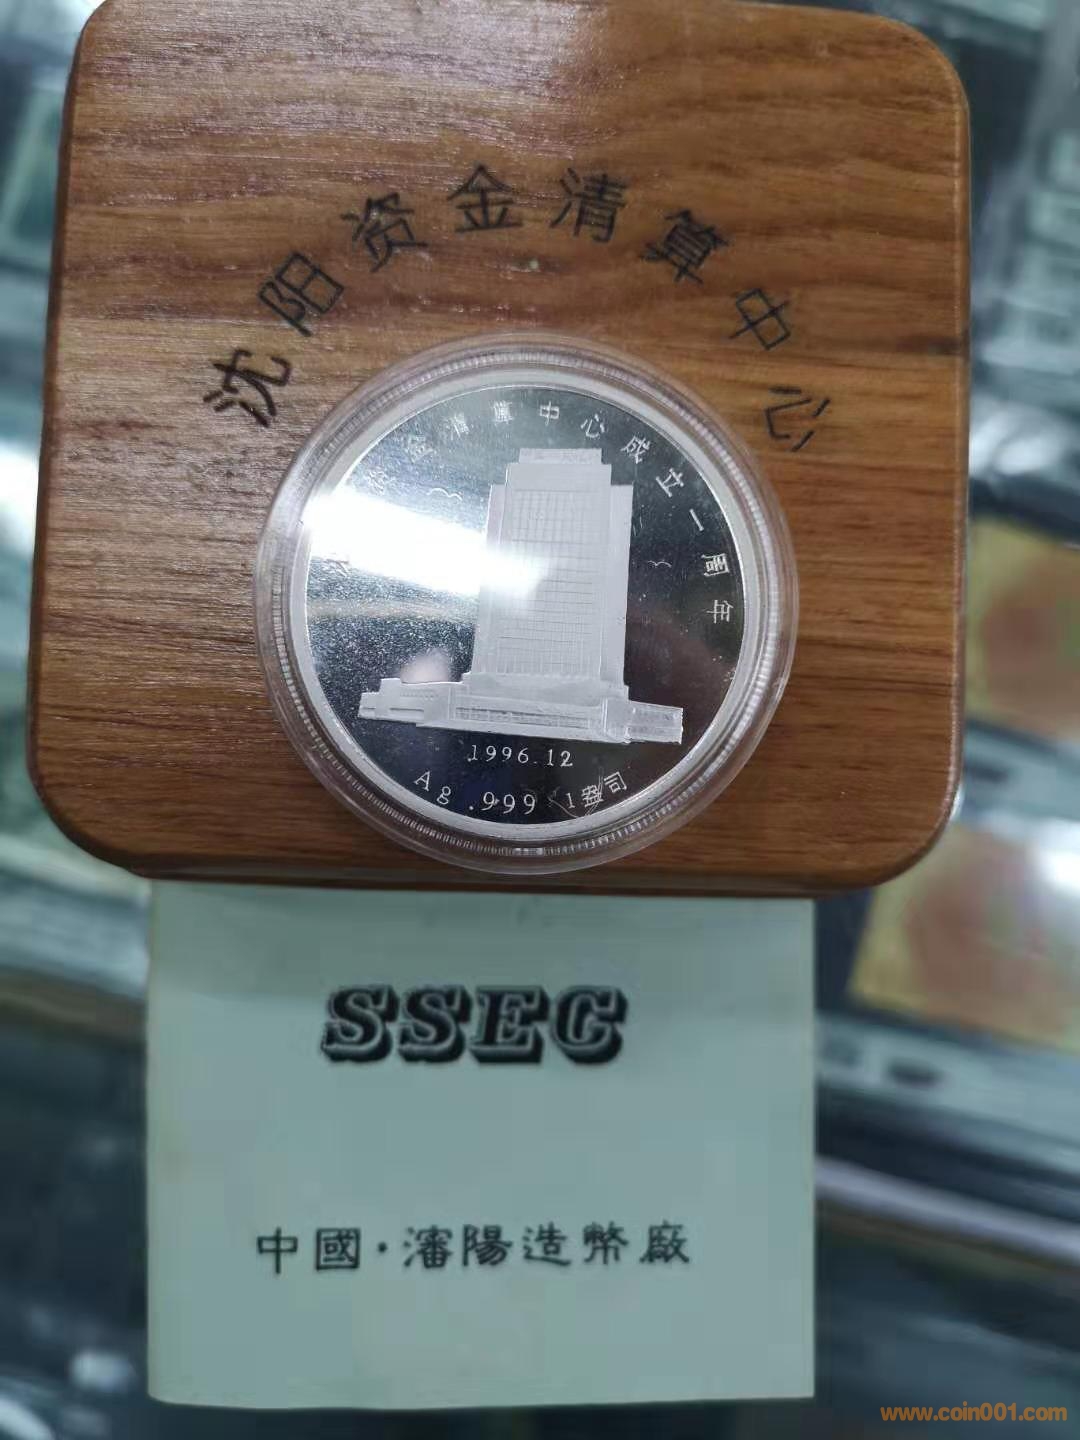 沈阳资金清算中心
金清算中心成立一周年
1996.12
Ag .999 1盎司
SSEC
中國·瀋陽造幣廠
www.coin001.com